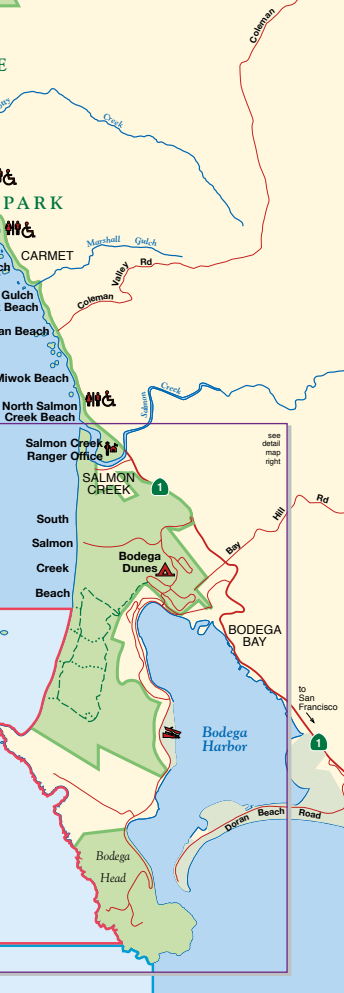 Coleman
E
Creek
PARK
Marshall Gulch
CARMET
Valley Rd
Coleman
Gulch
Beach
an Beach
Miwok Beach
North Salmon
Creek Beach
Salmon
Creek
see
detail
map
right
Salmon Creek
Ranger Office
SALMON
CREEK
1
Rd
Hill
Bay
South
Salmon
Creek
Beach
Bodega
Dunes
BODEGA
BAY
to
San
Francisco
1
Bodega
Harbor
Doran Beach Road
Bodega
Head